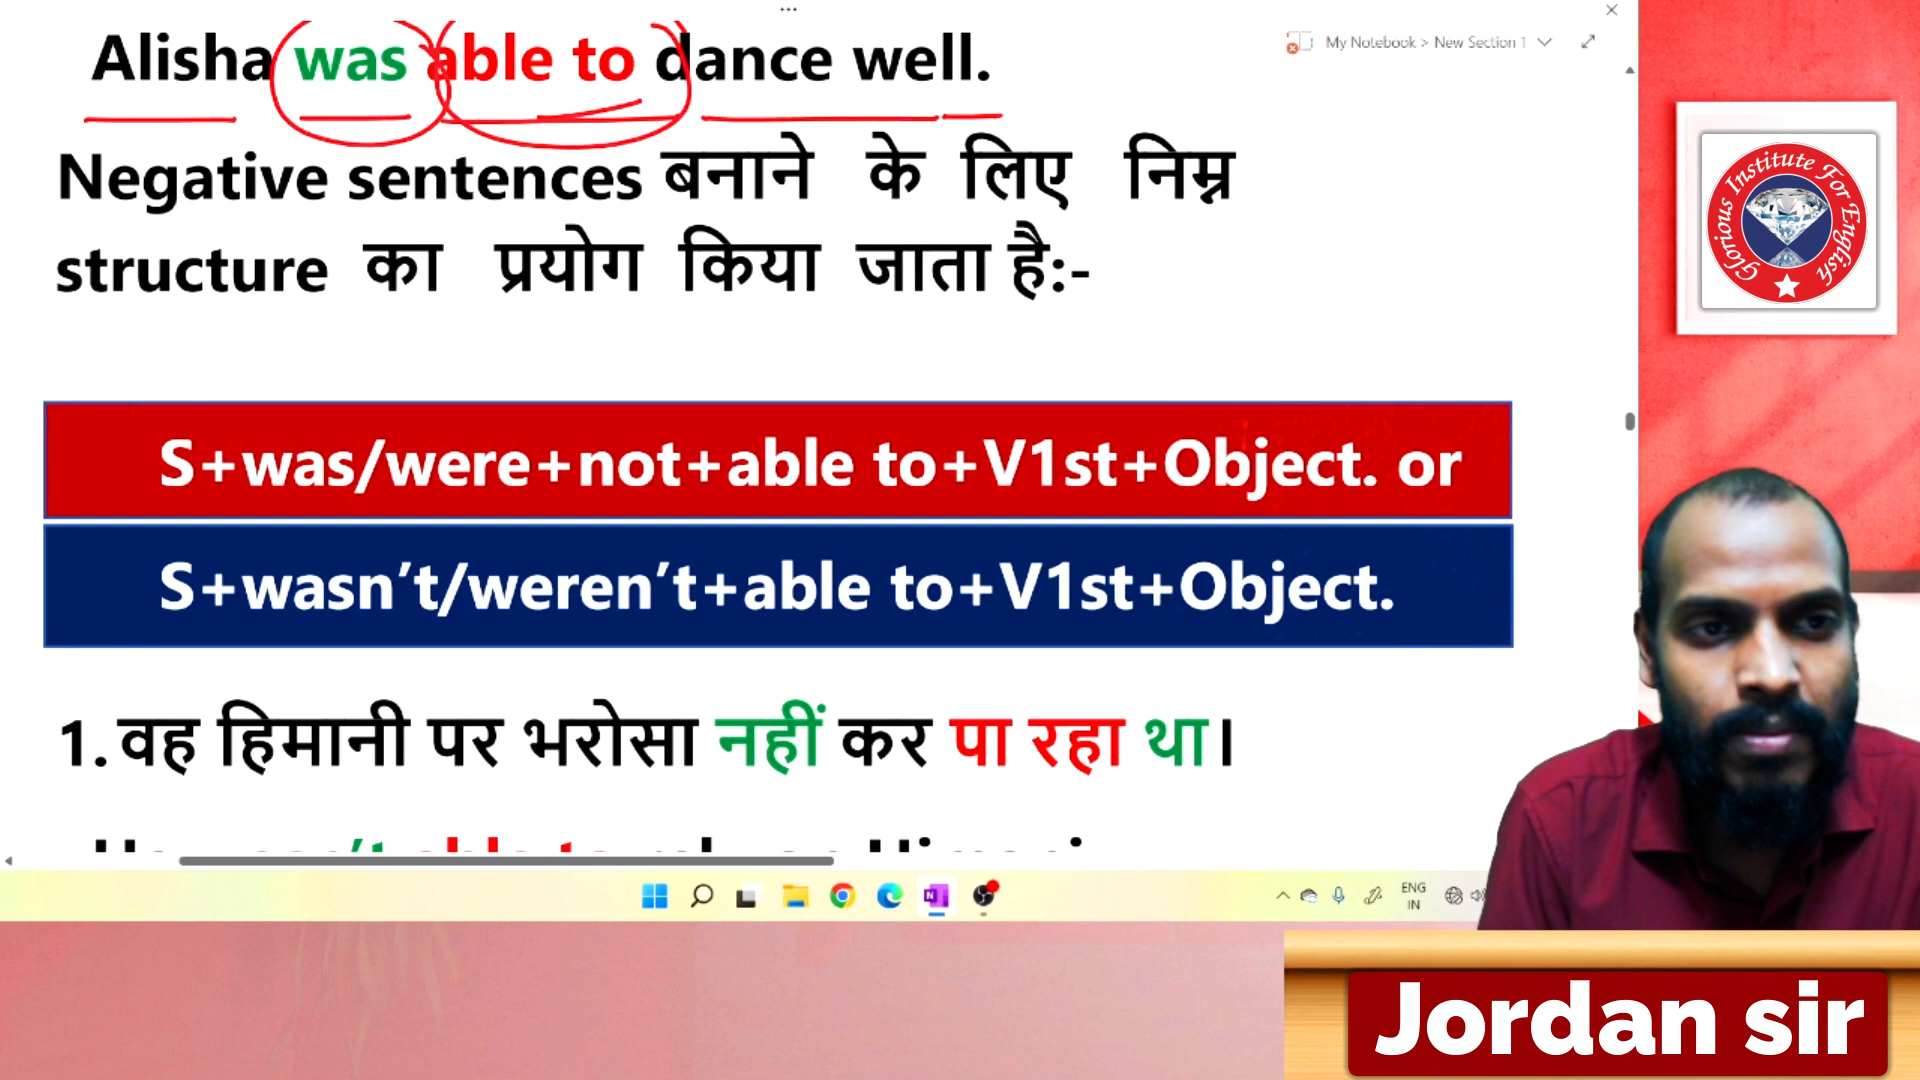 Alisha was able to dance well.
My Notebook > New Section 1
Negative sentences बनाने के लिए निम्न
structure का प्रयोग किया जाता है:-
Glorious Institute For English
S+was/were+not+able to+V1st+Object. or
S+wasn’t/weren’t+able to+V1st+Object.
1. वह हिमानी पर भरोसा नहीं कर पा रहा था।
ENG
IN
Jordan sir